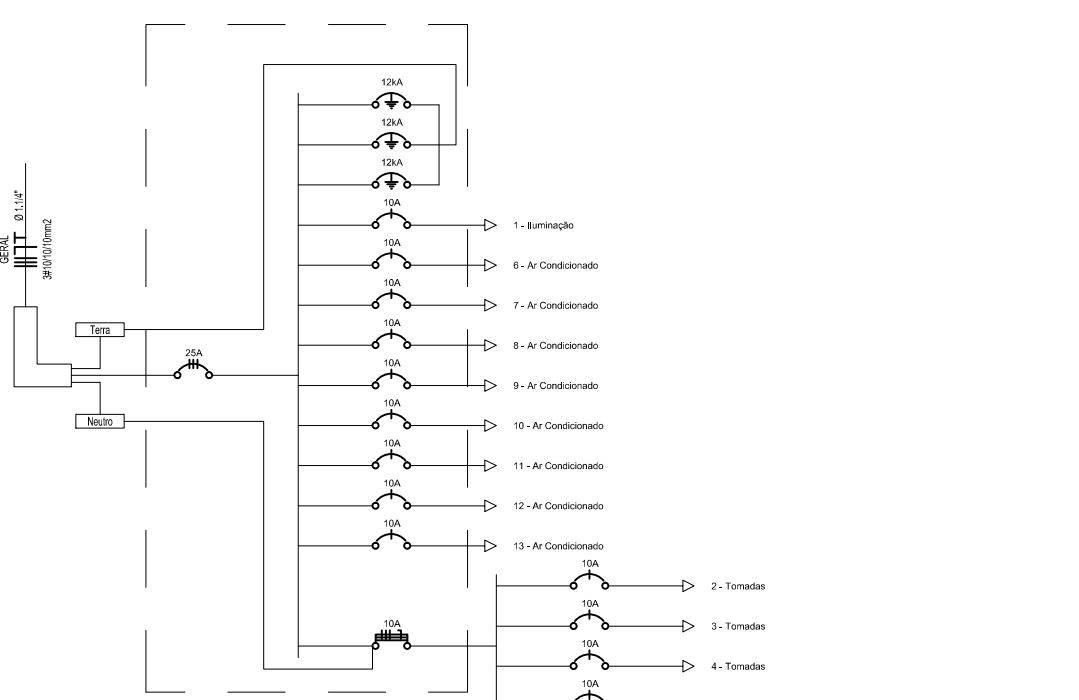 12kA
12kA
12kA
10A
1 - Iluminação
10A
6 - Ar Condicionado
10A
7 - Ar Condicionado
10A
8 - Ar Condicionado
10A
9 - Ar Condicionado
10A
10 - Ar Condicionado
10A
11 - Ar Condicionado
10A
12 - Ar Condicionado
10A
13 - Ar Condicionado
GERAL
Ø 1.1/4"
3#10/10/10mm2
Terra
25A
Neutro
10A
10A
2 - Tomadas
10A
3 - Tomadas
10A
4 - Tomadas
10A